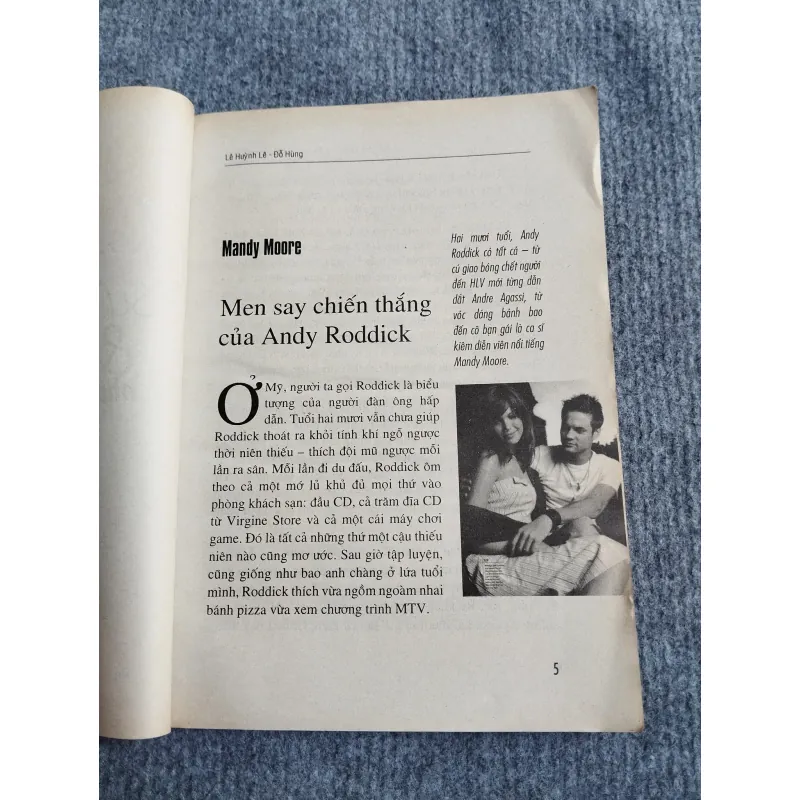 Lê Huỳnh Lê - Đỗ Hùng
Mandy Moore
Men say chiến thắng
của Andy Roddick
Hai mươi tuổi, Andy
Roddick có tất cả – từ
cú giao bóng chết người
đến HLV mới từng dẫn
dắt Andre Agassi, từ
vóc dáng bảnh bao
đến cô bạn gái là ca sĩ
kiêm diễn viên nổi tiếng
Mandy Moore.
Ở Mỹ, người ta gọi Roddick là biểu
tượng của người đàn ông hấp
dẫn. Tuổi hai mươi vẫn chưa giúp
Roddick thoát ra khỏi tính khí ngỗ ngược
thời niên thiếu – thích đội mũ ngược mỗi
lần ra sân. Mỗi lần đi du đấu, Roddick ôm
theo cả một mớ lủ khủ đủ mọi thứ vào
phòng khách sạn: đầu CD, cả trăm đĩa CD
từ Virgine Store và cả một cái máy chơi
game. Đó là tất cả những thứ một cậu thiếu
niên nào cũng mơ ước. Sau giờ tập luyện,
cũng giống như bao anh chàng ở lứa tuổi
mình, Roddick thích vừa ngồm ngoàm nhai
bánh pizza vừa xem chương trình MTV.
5